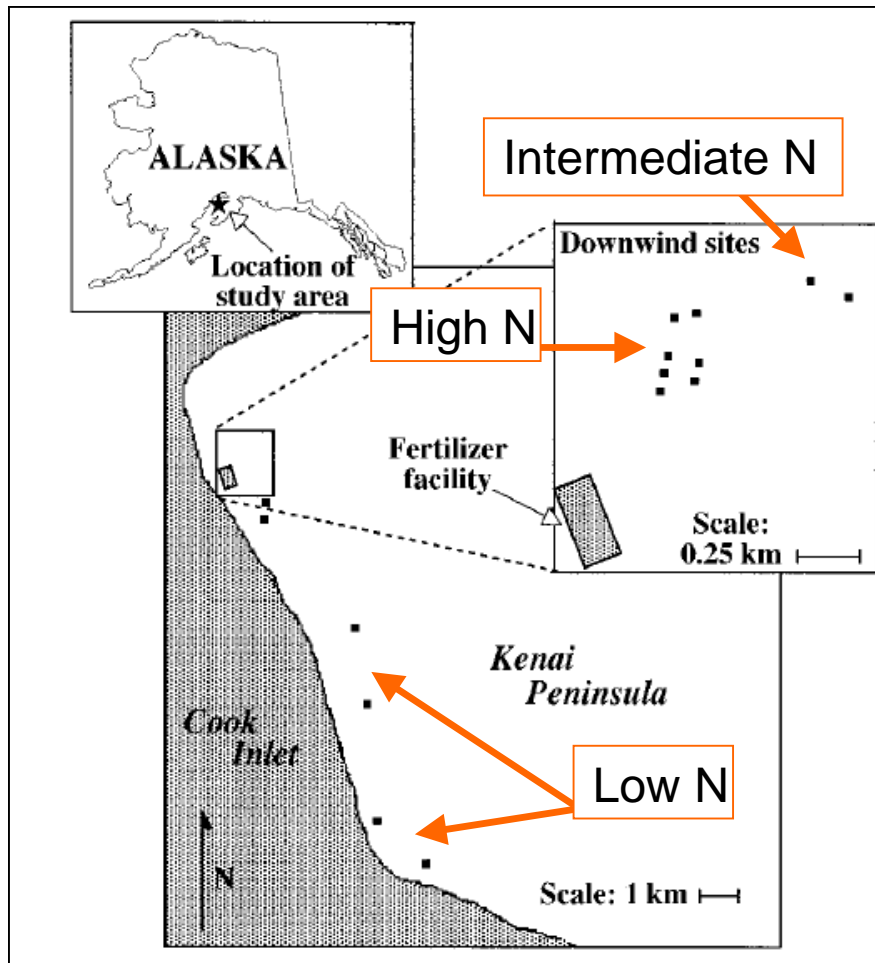 ALASKA
Location of
study area
Intermediate N
Downwind sites
High N
Fertilizer
facility
Scale:
0.25 km
Kenai
Peninsula
Cook
Inlet
Low N
N
Scale: 1 km